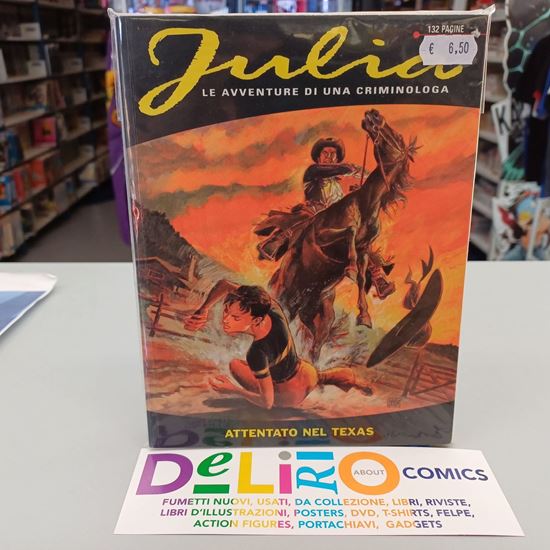 Julia
132 PAGINE
€ 6,50
LE AVVENTURE DI UNA CRIMINOLOGA
ATTENTATO NEL TEXAS
DeLiRiO ABOUT COMICS
FUMETTI NUOVI, USATI, DA COLLEZIONE, LIBRI, RIVISTE,
LIBRI D'ILLUSTRAZIONI, POSTERS, DVD, T-SHIRTS, FELPE,
ACTION FIGURES, PORTACHIAVI, GADGETS